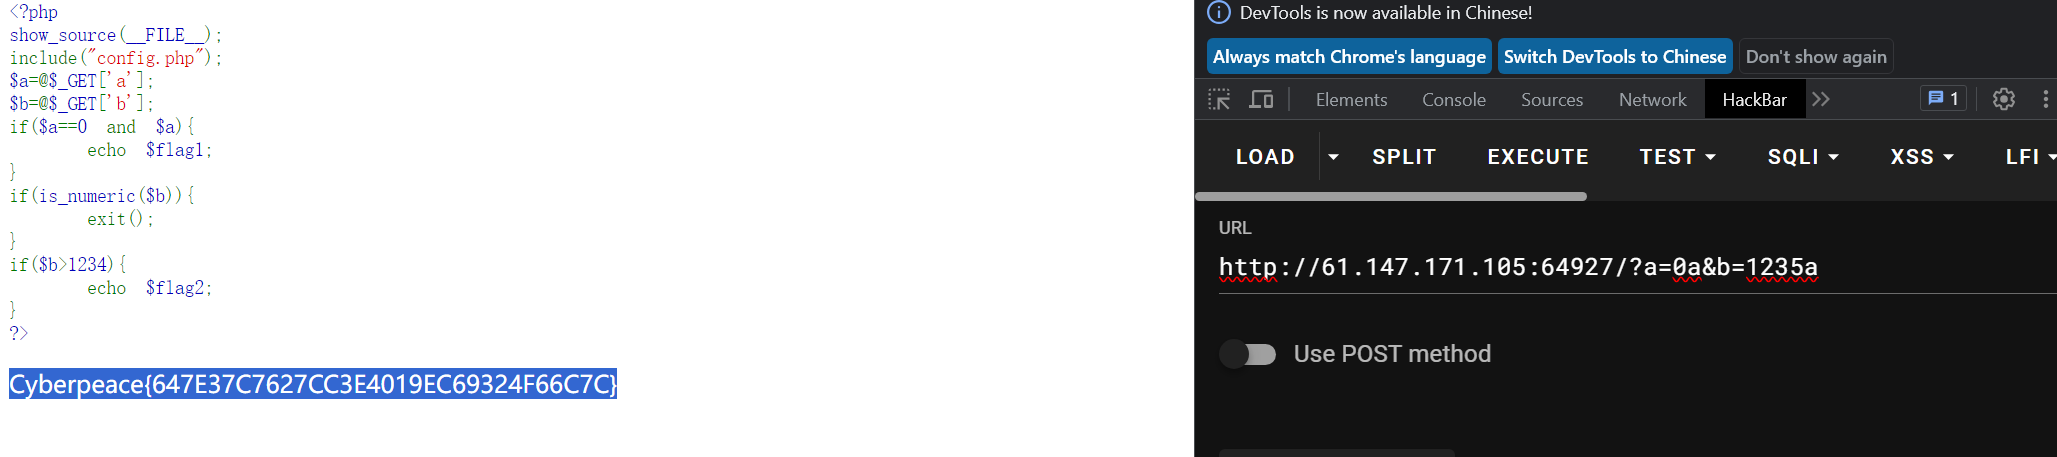 <?php
show_source(__FILE__);
include("config.php");
$a=@$_GET['a'];
$b=@$_GET['b'];
if($a==0 and $a){
echo $flag1;
}
if(is_numeric($b)){
exit();
}
if($b>1234){
echo $flag2;
}
?>
Cyberpeace{647E37C7627CC3E4019EC69324F66C7C}
DevTools is now available in Chinese!
Always match Chrome's language Switch DevTools to Chinese Don't show again
Elements Console Sources Network HackBar 1
LOAD SPLIT EXECUTE TEST SQLI XSS LFI
URL
http://61.147.171.105:64927/?a=0a&b=1235a
Use POST method